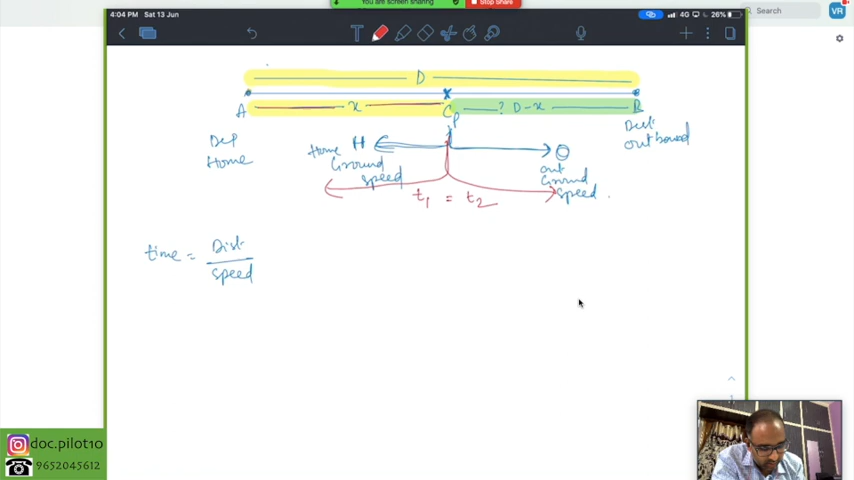 You are screen sharing
Stop Share
4:04 PM Sat 13 Jun
4G 26%
Search
VR
T
D
A x C ? D-x B
P
Dep
Home
Home H
Ground
speed
O
out
Ground
speed
Dest
outbound
t1 = t2
time = Dist
speed
doc.pilot10
9652045612